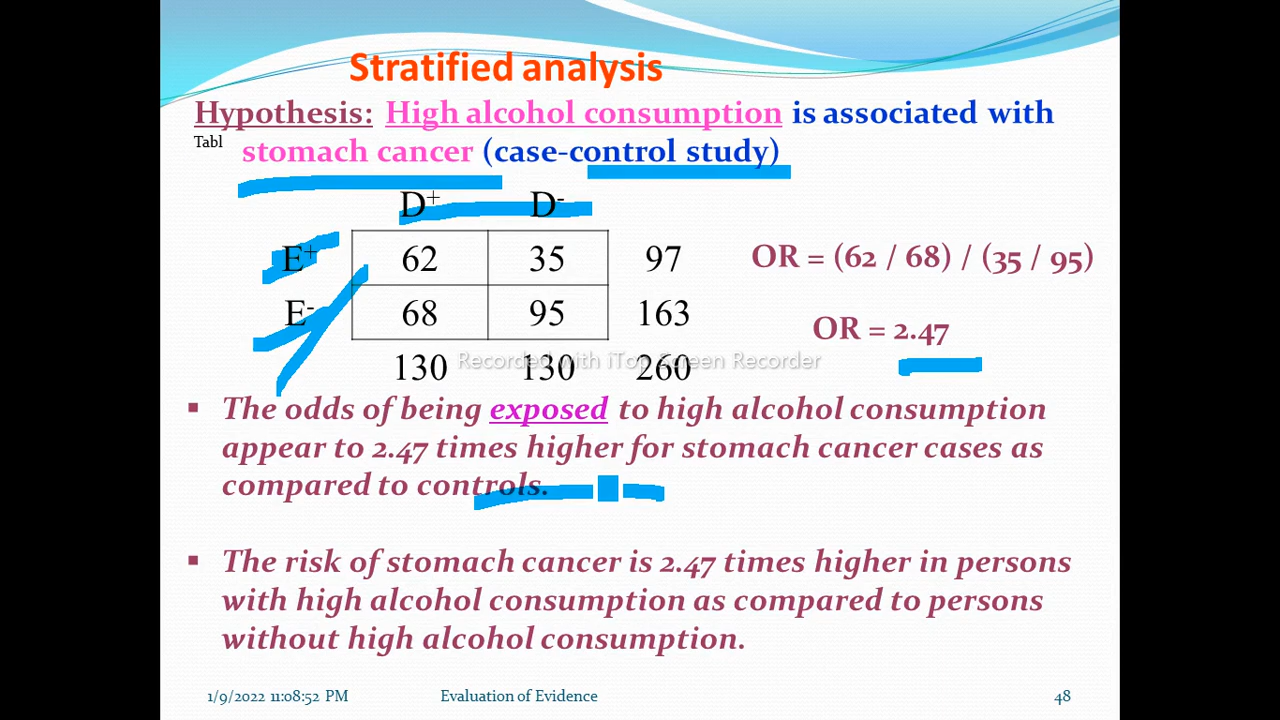 Stratified analysis
Hypothesis: High alcohol consumption is associated with
Tabl
stomach cancer (case-control study)
D+ D-
E+ 62 35 97
OR = (62 / 68) / (35 / 95)
E- 68 95 163
OR = 2.47
Recorded with iTop Screen Recorder
130 130 260
▪ The odds of being exposed to high alcohol consumption
appear to 2.47 times higher for stomach cancer cases as
compared to controls.
▪ The risk of stomach cancer is 2.47 times higher in persons
with high alcohol consumption as compared to persons
without high alcohol consumption.
1/9/2022 11:08:52 PM Evaluation of Evidence 48